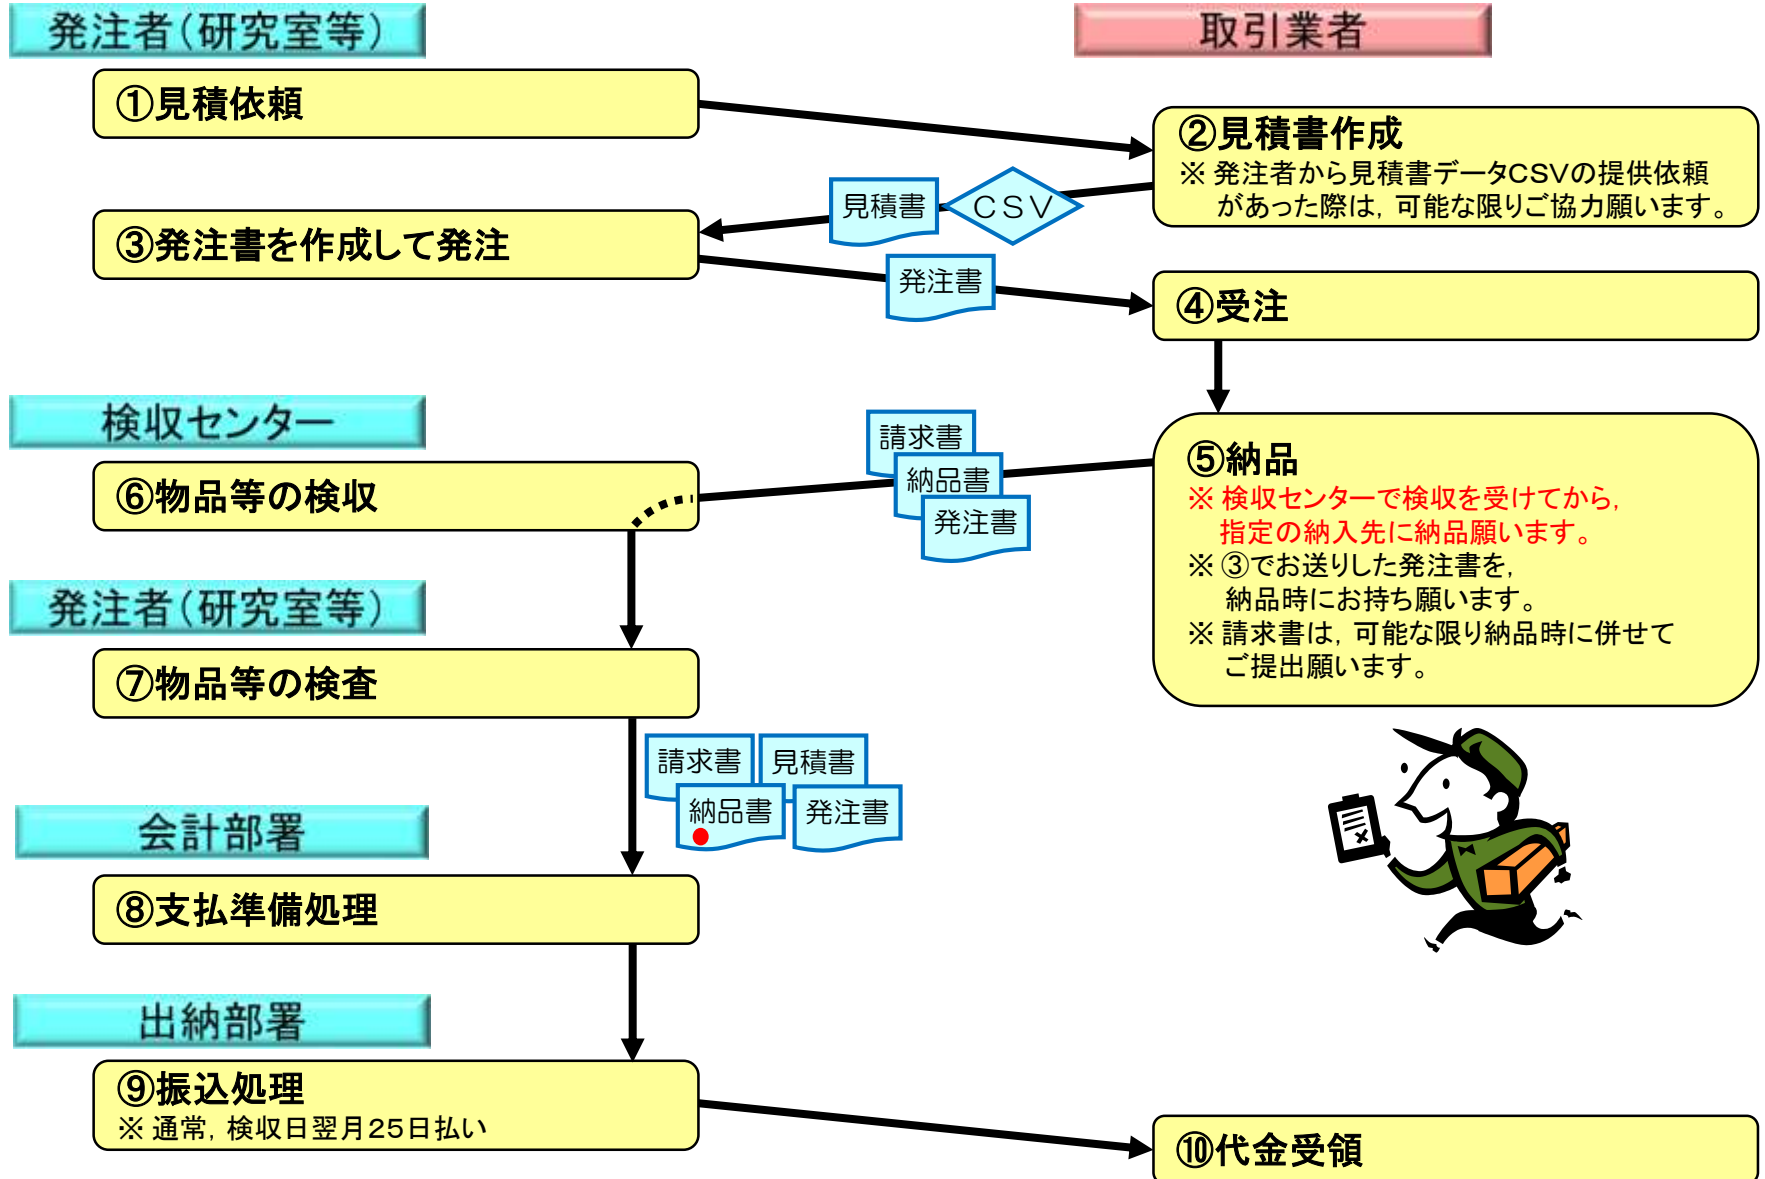 発注者（研究室等）
取引業者
①見積依頼
②見積書作成
※ 発注者から見積書データCSVの提供依頼
があった際は，可能な限りご協力願います。
見積書
CSV
③発注書を作成して発注
発注書
④受注
検収センター
請求書
納品書
発注書
⑤納品
※ 検収センターで検収を受けてから，
指定の納入先に納品願います。
※ ③でお送りした発注書を，
納品時にお持ち願います。
※ 請求書は，可能な限り納品時に併せて
ご提出願います。
⑥物品等の検収
発注者（研究室等）
⑦物品等の検査
請求書
見積書
納品書
発注書
会計部署
⑧支払準備処理
出納部署
⑨振込処理
※ 通常，検収日翌月25日払い
⑩代金受領